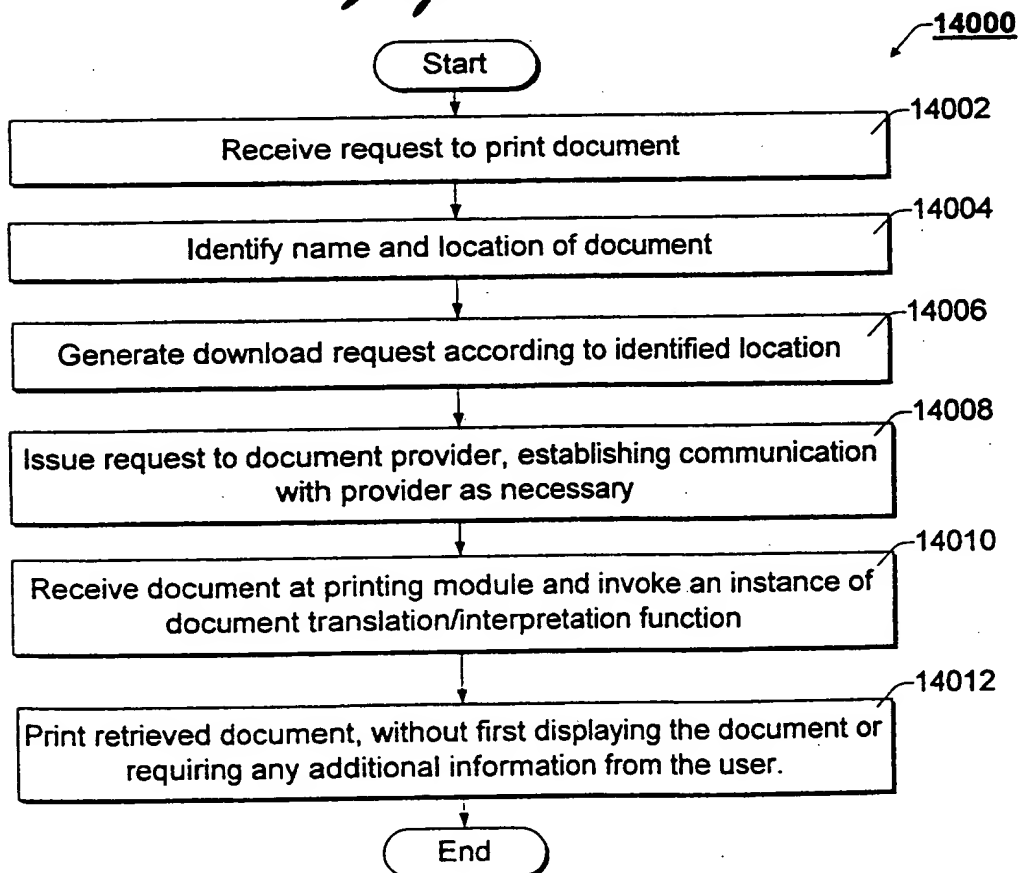 14000
Start
14002
Receive request to print document
14004
Identify name and location of document
14006
Generate download request according to identified location
14008
Issue request to document provider, establishing communication
with provider as necessary
14010
Receive document at printing module and invoke an instance of
document translation/interpretation function
14012
Print retrieved document, without first displaying the document or
requiring any additional information from the user.
End